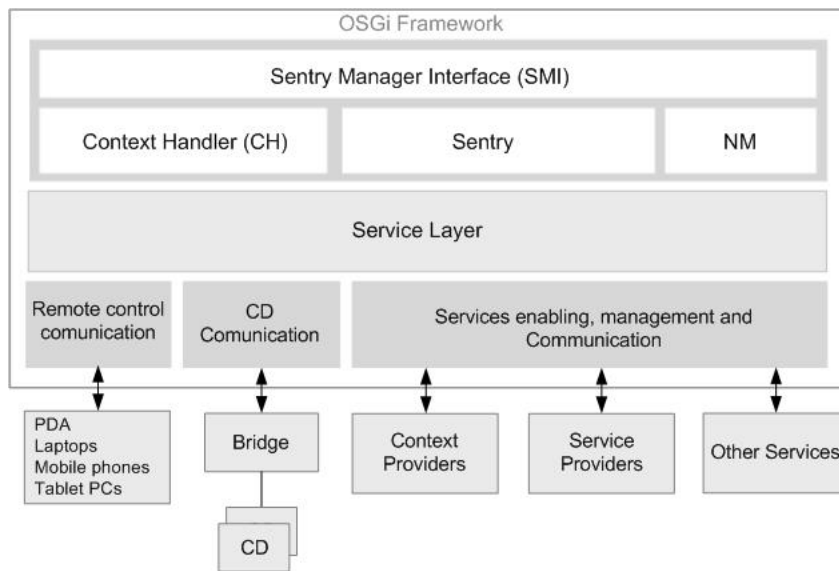 OSGi Framework
Sentry Manager Interface (SMI)
Context Handler (CH)
Sentry
NM
Service Layer
Remote control
comunication
CD
Comunication
Services enabling, management and
Communication
PDA
Laptops
Mobile phones
Tablet PCs
Bridge
Context
Providers
Service
Providers
Other Services
CD